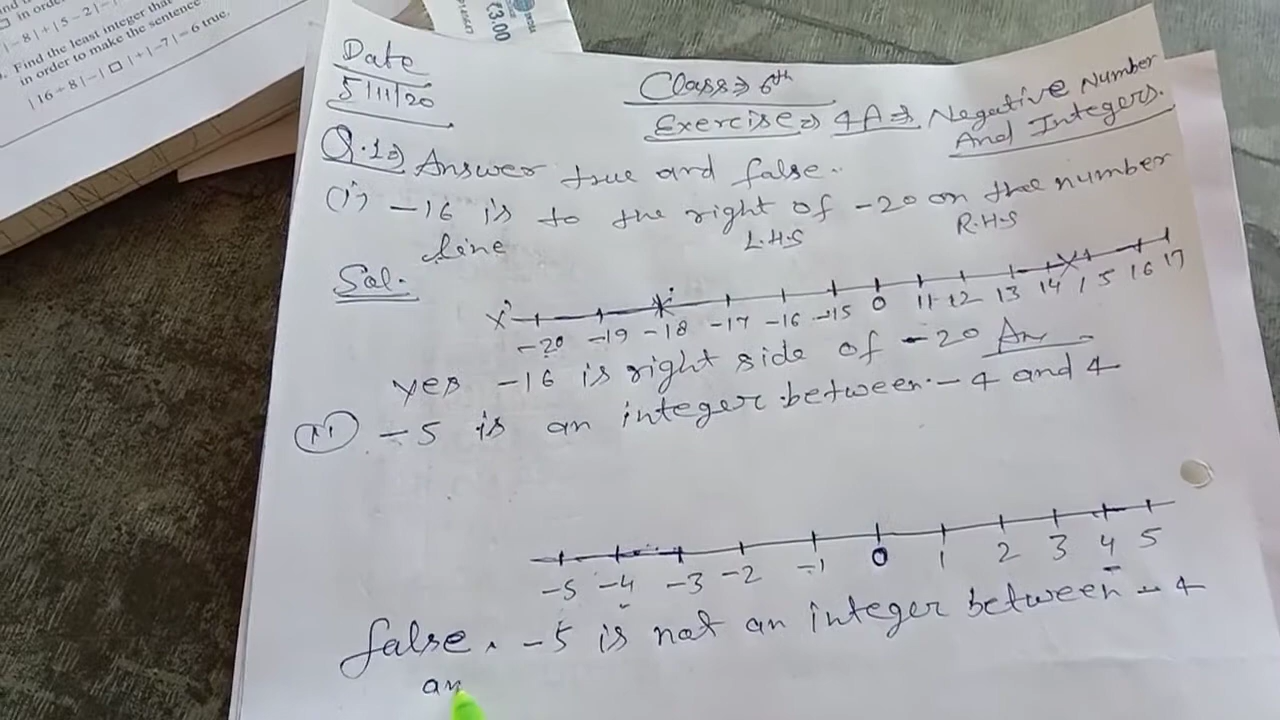 in order
|-8|+|5-2|-
. Find the least integer that
in order to make the sentence
|16÷8|-|□|+|-7|=6 true.
₹3.00
Date
5/11/20
Class⇒ 6th
Exercise⇒ 4A⇒ Negative Number
And Integers.
Q.1⇒ Answer true and false.
(i) -16 is to the right of -20 on the number
line
L.H.S R.H.S
Sol.
-20 -19 -18 -17 -16 -15 0 11 12 13 14 15 16 17
yes -16 is right side of -20 An
(ii) -5 is an integer between -4 and 4
-5 -4 -3 -2 -1 0 1 2 3 4 5
false. -5 is not an integer between -4
an